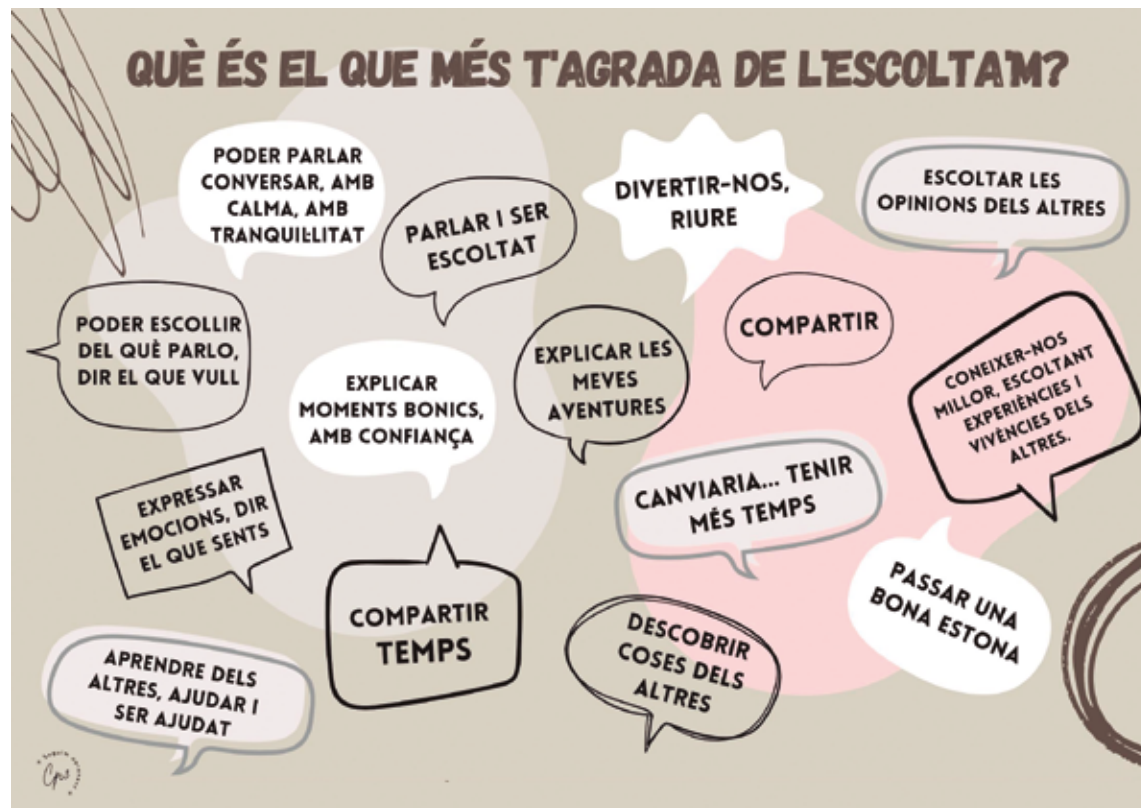 QUÈ ÉS EL QUE MÉS T'AGRADA DE L'ESCOLTA'M?
PODER PARLAR
CONVERSAR, AMB
CALMA, AMB
TRANQUIL·LITAT
PARLAR I SER
ESCOLTAT
DIVERTIR-NOS,
RIURE
ESCOLTAR LES
OPINIONS DELS ALTRES
PODER ESCOLLIR
DEL QUÈ PARLO,
DIR EL QUE VULL
EXPLICAR
MOMENTS BONICS,
AMB CONFIANÇA
EXPLICAR LES
MEVES
AVENTURES
COMPARTIR
CONEIXER-NOS
MILLOR, ESCOLTANT
EXPERIÈNCIES I
VIVÈNCIES DELS
ALTRES.
EXPRESSAR
EMOCIONS, DIR
EL QUE SENTS
CANVIARIA... TENIR
MÉS TEMPS
COMPARTIR
TEMPS
DESCOBRIR
COSES DELS
ALTRES
PASSAR UNA
BONA ESTONA
APRENDRE DELS
ALTRES, AJUDAR I
SER AJUDAT